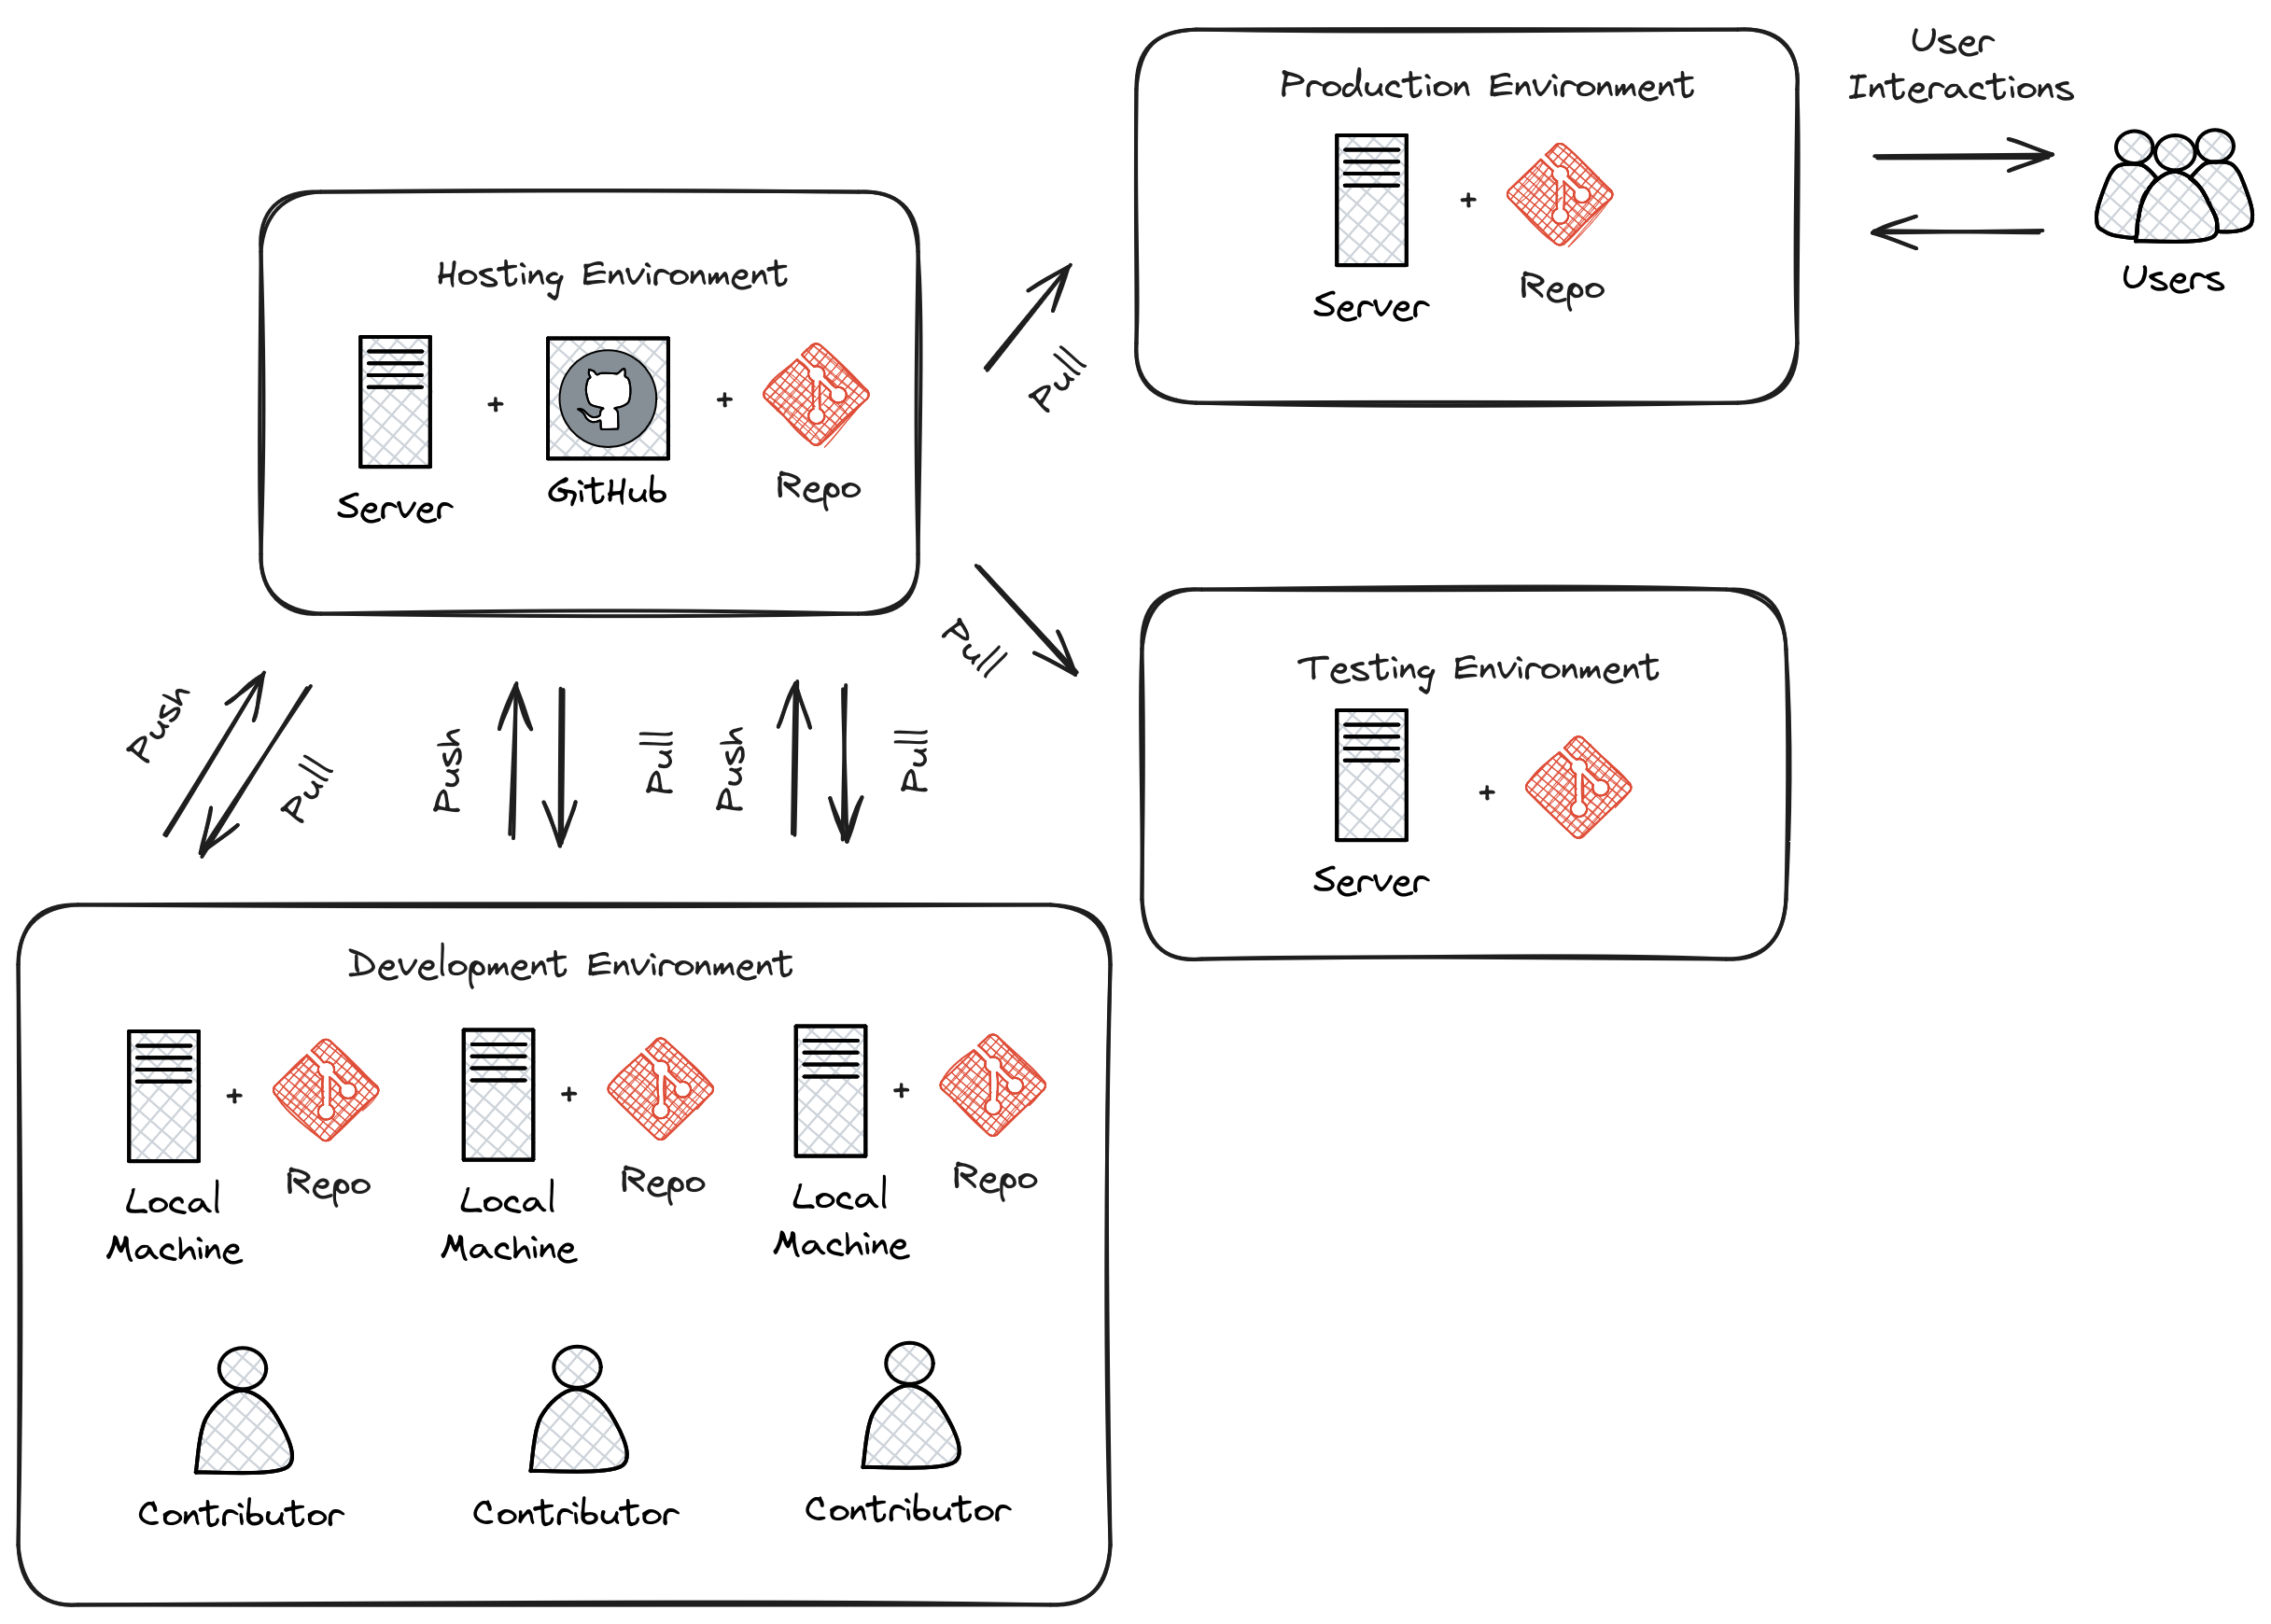 User
Interactions
Production Environment
+
Server
Repo
Users
Hosting Environment
+
+
Server
GitHub
Repo
Pull
Pull
Testing Environment
+
Server
Push
Pull
Push
Pull
Push
Pull
Development Environment
+
+
+
Local
Machine
Repo
Local
Machine
Repo
Local
Machine
Repo
Contributor
Contributor
Contributor